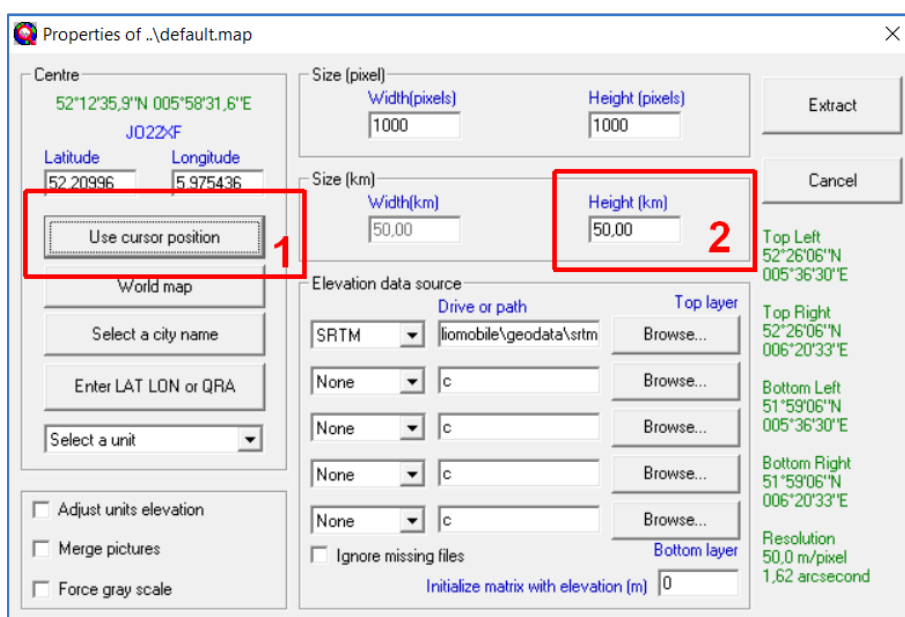 Properties of ..\default.map
Centre
52°12'35,9''N 005°58'31,6''E
JO22XF
Latitude Longitude
52,20996 5,975436
Use cursor position
1
World map
Select a city name
Enter LAT LON or QRA
Select a unit
Adjust units elevation
Merge pictures
Force gray scale
Size (pixel)
Width(pixels) Height (pixels)
1000 1000
Size (km)
Width(km) Height (km)
50,00 50,00
2
Elevation data source
Drive or path Top layer
SRTM liomobile\geodata\srtm Browse...
None c Browse...
None c Browse...
None c Browse...
None c Browse...
Ignore missing files Bottom layer
Initialize matrix with elevation (m) 0
Extract
Cancel
Top Left
52°26'06''N
005°36'30''E
Top Right
52°26'06''N
006°20'33''E
Bottom Left
51°59'06''N
005°36'30''E
Bottom Right
51°59'06''N
006°20'33''E
Resolution
50,0 m/pixel
1,62 arcsecond